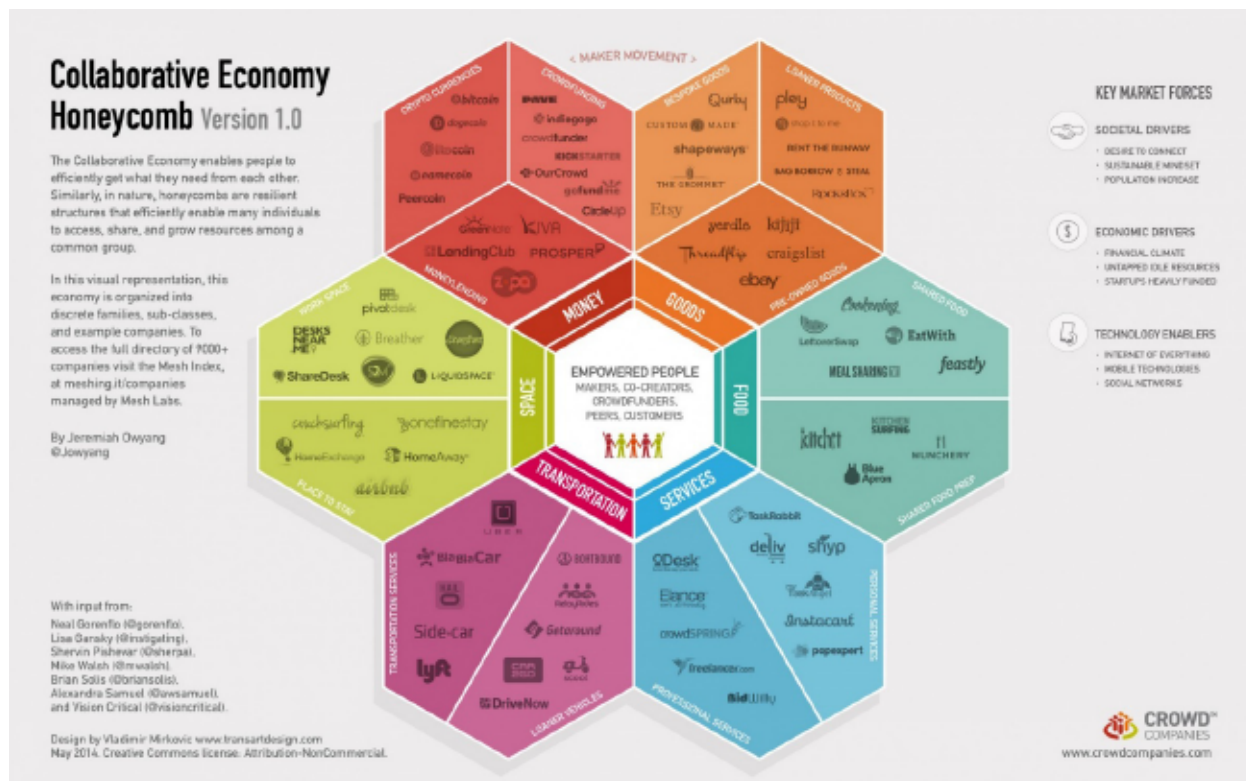 Collaborative Economy
Honeycomb Version 1.0
The Collaborative Economy enables people to
efficiently get what they need from each other.
Similarly, in nature, honeycombs are resilient
structures that efficiently enable many individuals
to access, share, and grow resources among a
common group.
In this visual representation, this
economy is organized into
discrete families, sub-classes,
and example companies. To
access the full directory of 9000+
companies visit the Mesh Index,
at meshing.it/companies
managed by Mesh Labs.
By Jeremiah Owyang
@Jowyang
With input from:
Neal Gorenflo (@gorenflo),
Lisa Gansky (@instigating),
Shervin Pishevar (@sherpa),
Mike Walsh (@mwalsh),
Brian Solis (@briansolis),
Alexandra Samuel (@awsamuel),
and Vision Critical (@visioncritical).
Design by Vladimir Mirkovic www.transartdesign.com
May 2014. Creative Commons license: Attribution-NonCommercial.
< MAKER MOVEMENT >
CRYPTO CURRENCIES
bitcoin
dogecoin
litecoin
namecoin
Peercoin
CROWDFUNDING
indiegogo
crowdfunder
KICKSTARTER
OurCrowd
gofundme
CircleUp
MONEYLENDING
KIVA
LendingClub
PROSPER
zopa
MONEY
BESPOKE GOODS
Quirky
CUSTOM MADE
shapeways
THE GROMMET
Etsy
LOANER PRODUCTS
pley
RENT THE RUNWAY
BAG BORROW & STEAL
Rocksbox
PRE-OWNED GOODS
yerdle
kijiji
Threadflip
craigslist
ebay
GOODS
WORK SPACE
pivotdesk
DESKS
NEAR
ME
Breather
ShareDesk
LIQUIDSPACE
SPACE
couchsurfing
onefinestay
HomeExchange
HomeAway
airbnb
PLACE TO STAY
EMPOWERED PEOPLE
MAKERS, CO-CREATORS,
CROWDFUNDERS,
PEERS, CUSTOMERS
SHARED FOOD
Cookening
LeftoverSwap
EatWith
MEAL SHARING
feastly
FOOD
kitchit
KITCHEN
SURFING
MUNCHERY
Blue
Apron
SHARED FOOD PREP
TRANSPORTATION
TRANSPORTATION SERVICES
UBER
BlaBlaCar
Side-car
lyft
BOATBOUND
RelayRides
Getaround
CAR
2GO
DriveNow
LOANER VEHICLES
SERVICES
oDesk
Elance
crowdSPRING
freelancer.com
BidWilly
PROFESSIONAL SERVICES
TaskRabbit
deliv
shyp
Instacart
popexpert
PERSONAL SERVICES
KEY MARKET FORCES
SOCIETAL DRIVERS
· DESIRE TO CONNECT
· SUSTAINABLE MINDSET
· POPULATION INCREASE
$
ECONOMIC DRIVERS
· FINANCIAL CLIMATE
· UNTAPPED IDLE RESOURCES
· STARTUPS HEAVILY FUNDED
TECHNOLOGY ENABLERS
· INTERNET OF EVERYTHING
· MOBILE TECHNOLOGIES
· SOCIAL NETWORKS
CROWD
COMPANIES
www.crowdcompanies.com